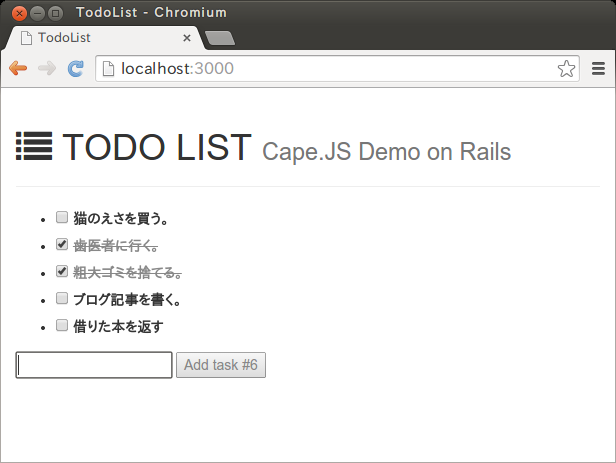 TodoList - Chromium
TodoList
localhost:3000
TODO LIST Cape.JS Demo on Rails
猫のえさを買う。
歯医者に行く。
粗大ゴミを捨てる。
ブログ記事を書く。
借りた本を返す
Add task #6